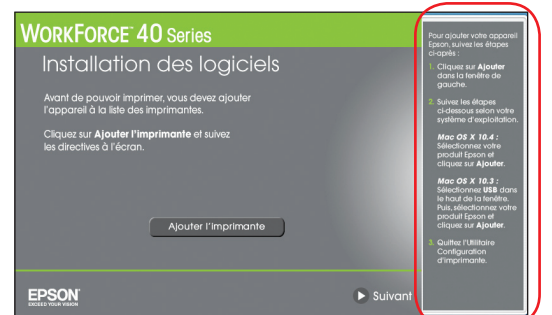 WORKFORCE™ 40 Series
Installation des logiciels
Avant de pouvoir imprimer, vous devez ajouter
l'appareil à la liste des imprimantes.
Cliquez sur Ajouter l'imprimante et suivez
les directives à l'écran.
Ajouter l'imprimante
EPSON®
EXCEED YOUR VISION
Suivant
Pour ajouter votre appareil
Epson, suivez les étapes
ci-après :
1. Cliquez sur Ajouter
dans la fenêtre de
gauche.
2. Suivez les étapes
ci-dessous selon votre
système d'exploitation.
Mac OS X 10.4 :
Sélectionnez votre
produit Epson et
cliquez sur Ajouter.
Mac OS X 10.3 :
Sélectionnez USB dans
le haut de la fenêtre.
Puis, sélectionnez votre
produit Epson et
cliquez sur Ajouter.
3. Quittez l'Utilitaire
Configuration
d'imprimante.